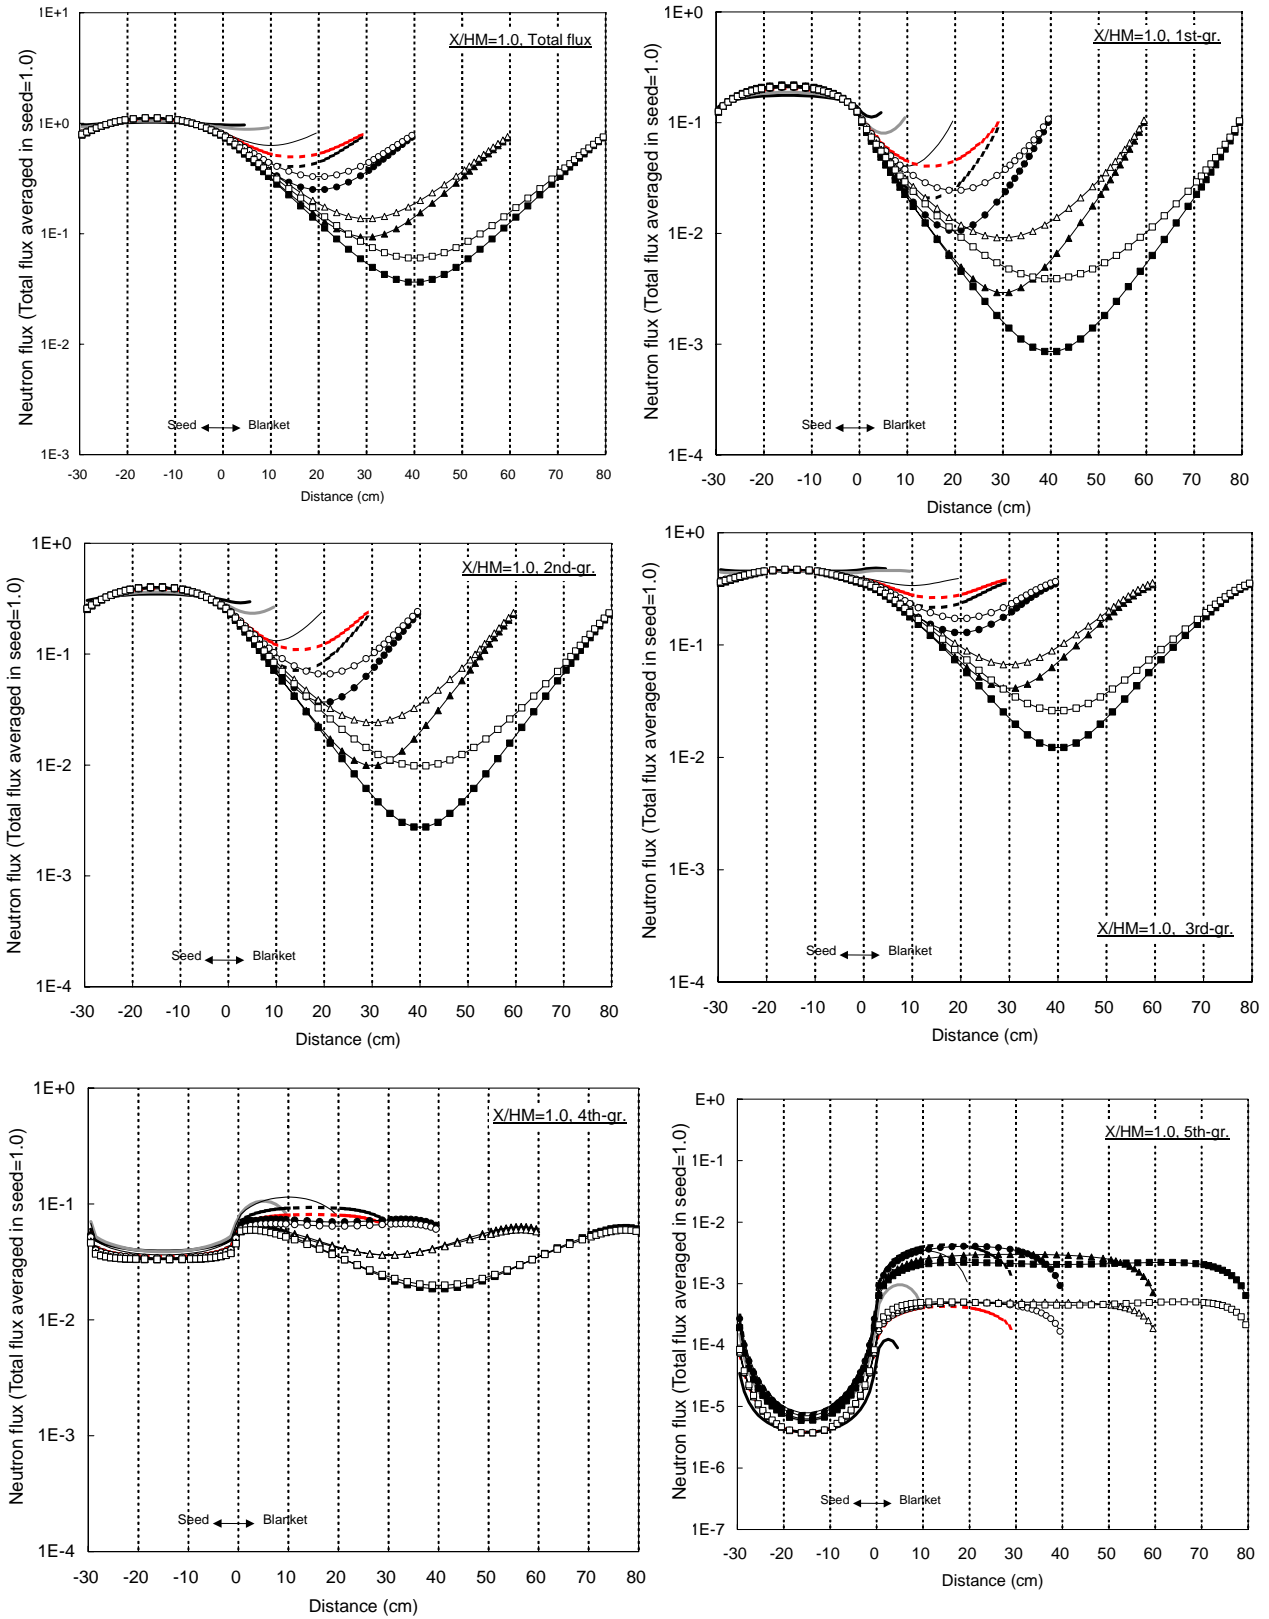 X/HM=1.0, Total flux
Neutron flux (Total flux averaged in seed=1.0)
1E+1
1E+0
1E-1
1E-2
1E-3
Seed
Blanket
-30 -20 -10 0 10 20 30 40 50 60 70 80
Distance (cm)
X/HM=1.0, 1st-gr.
Neutron flux (Total flux averaged in seed=1.0)
1E+0
1E-1
1E-2
1E-3
1E-4
Seed
Blanket
-30 -20 -10 0 10 20 30 40 50 60 70 80
Distance (cm)
X/HM=1.0, 2nd-gr.
Neutron flux (Total flux averaged in seed=1.0)
1E+0
1E-1
1E-2
1E-3
1E-4
Seed
Blanket
-30 -20 -10 0 10 20 30 40 50 60 70 80
Distance (cm)
X/HM=1.0, 3rd-gr.
Neutron flux (Total flux averaged in seed=1.0)
1E+0
1E-1
1E-2
1E-3
1E-4
Seed
Blanket
-30 -20 -10 0 10 20 30 40 50 60 70 80
Distance (cm)
X/HM=1.0, 4th-gr.
Neutron flux (Total flux averaged in seed=1.0)
1E+0
1E-1
1E-2
1E-3
1E-4
Seed
Blanket
-30 -20 -10 0 10 20 30 40 50 60 70 80
Distance (cm)
X/HM=1.0, 5th-gr.
Neutron flux (Total flux averaged in seed=1.0)
E+0
1E-1
1E-2
1E-3
1E-4
1E-5
1E-6
1E-7
Seed
Blanket
-30 -20 -10 0 10 20 30 40 50 60 70 80
Distance (cm)